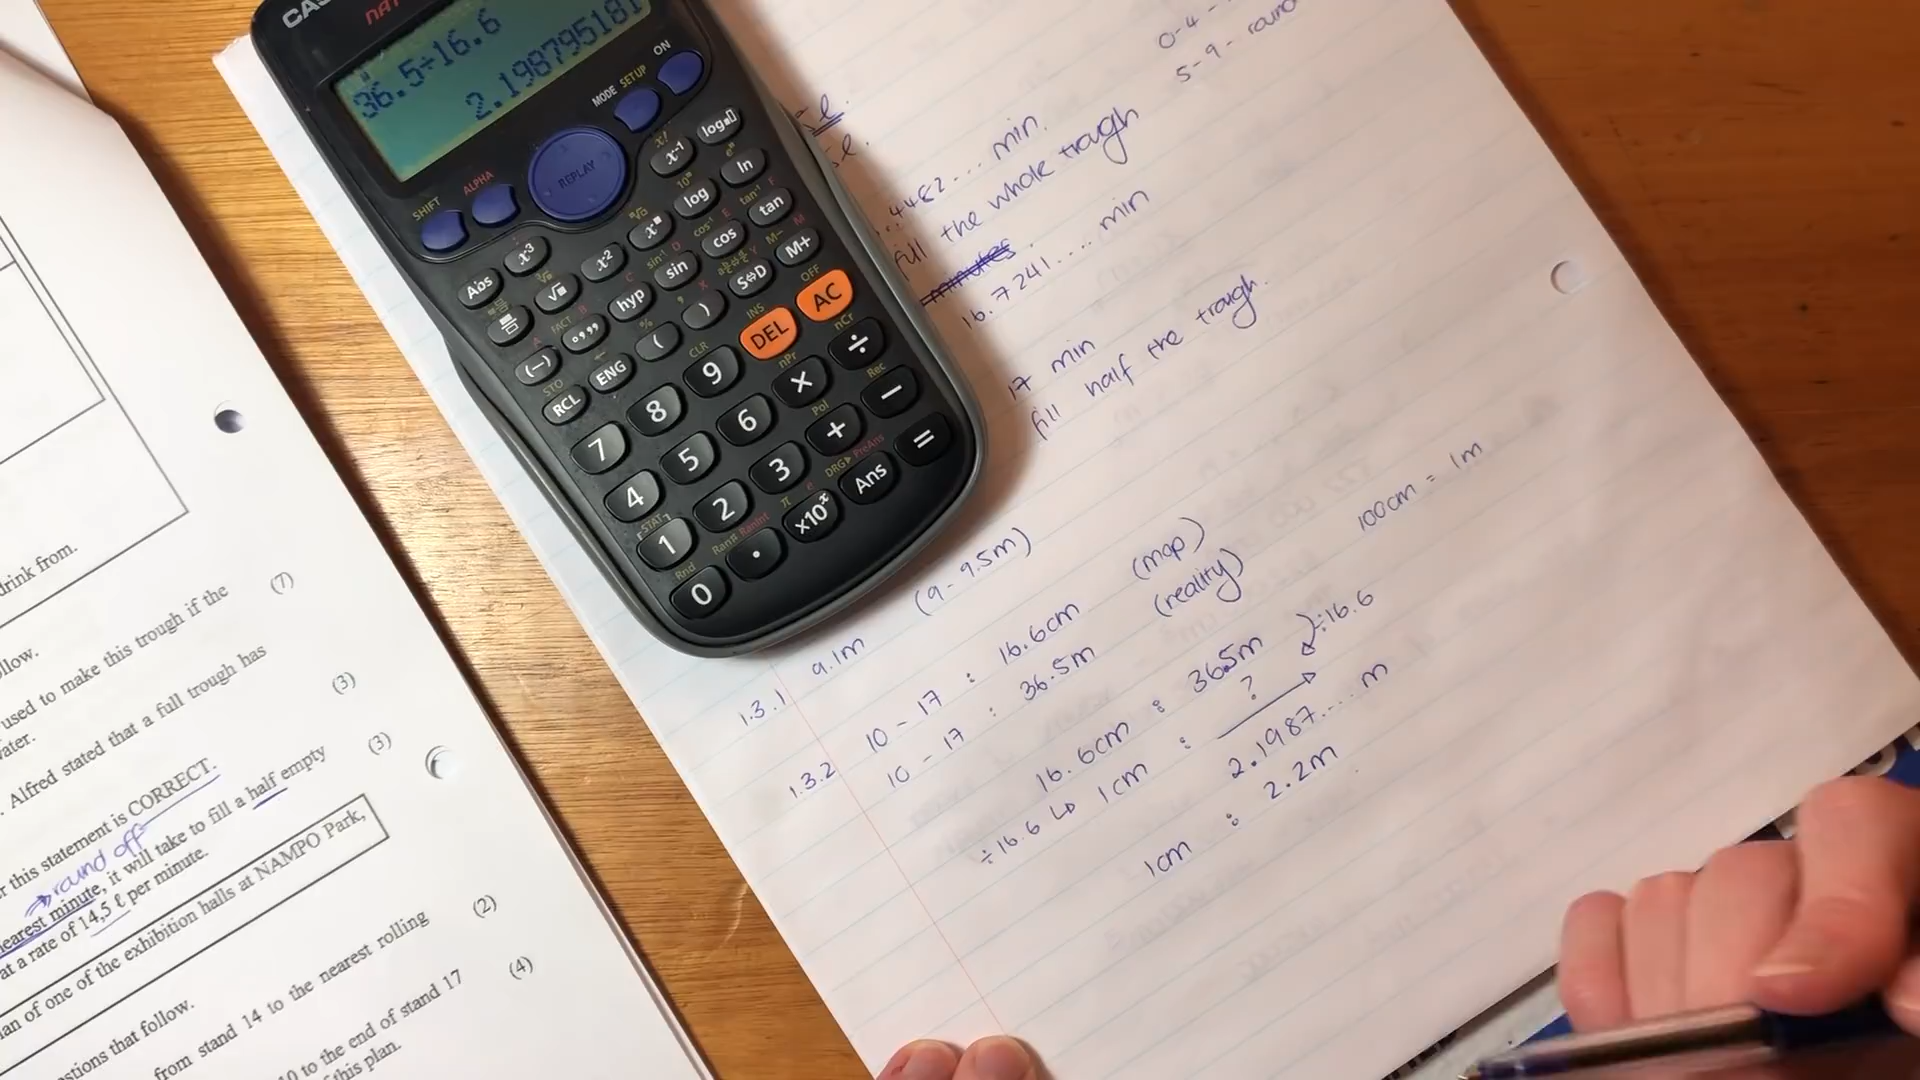 36.5÷16.6
2.198795181
ON
MODE SETUP
SHIFT
ALPHA
REPLAY
Abs
x³
x²
log
ln
(-)
hyp
sin
cos
tan
RCL
ENG
(
)
S⇔D
M+
7
8
9
DEL
AC
4
5
6
×
÷
1
2
3
+
−
0
.
×10ˣ
Ans
=
drink from.
(7)
used to make this trough if the
(3)
Alfred stated that a full trough has
this statement is CORRECT.
(3)
round off
nearest minute, it will take to fill a half empty
at a rate of 14,5 ℓ per minute.
of one of the exhibition halls at NAMPO Park,
that follow.
(2)
from stand 14 to the nearest rolling
(4)
10 to the end of stand 17
this plan.
0-4 -
5-9 - round
min.
fill the whole trough
16.7241... min
17 min
fill half the trough.
1.3.1 9.1m (9-9.5m)
100cm = 1m
1.3.2 10-17 : 16.6cm (map)
10-17 : 36.5m (reality)
16.6cm : 36.5m ÷16.6
÷16.6 ↳ 1cm : ?
2.1987... m
1cm : 2.2m